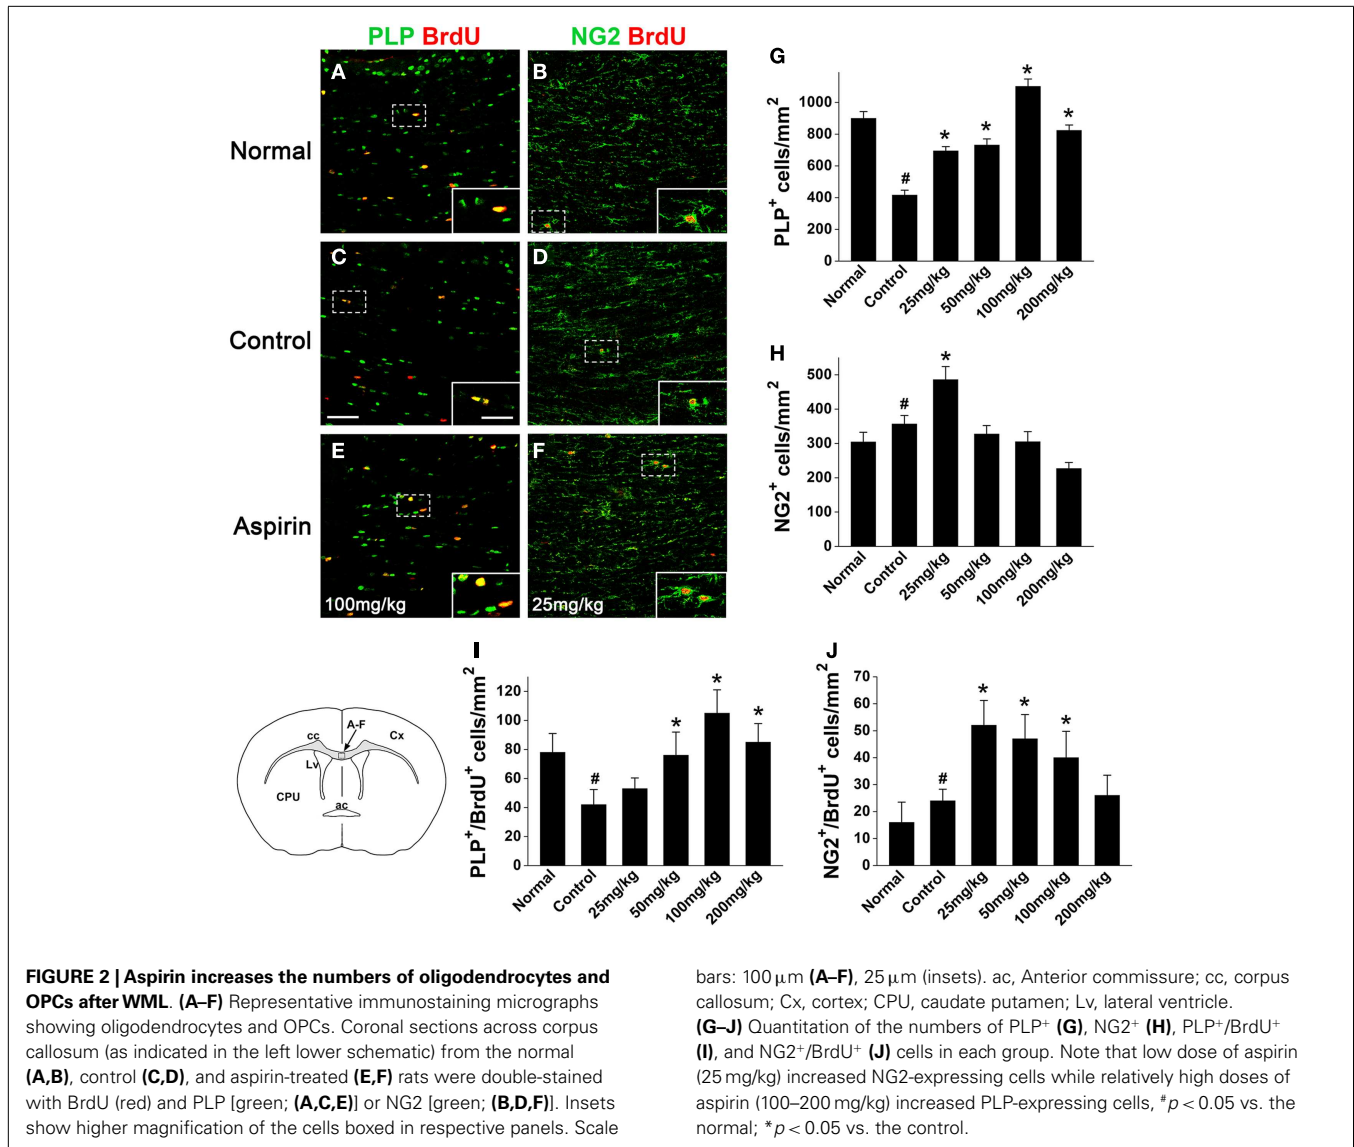 PLP BrdU
NG2 BrdU
A
B
Normal
C
D
Control
E
F
Aspirin
100mg/kg
25mg/kg
G
PLP⁺ cells/mm²
1000
800
600
400
200
0
#
*
*
*
*
Normal
Control
25mg/kg
50mg/kg
100mg/kg
200mg/kg
H
NG2⁺ cells/mm²
500
400
300
200
100
0
#
*
Normal
Control
25mg/kg
50mg/kg
100mg/kg
200mg/kg
A-F
cc
Cx
Lv
CPU
ac
I
PLP⁺/BrdU⁺ cells/mm²
120
100
80
60
40
20
0
#
*
*
*
Normal
Control
25mg/kg
50mg/kg
100mg/kg
200mg/kg
J
NG2⁺/BrdU⁺ cells/mm²
70
60
50
40
30
20
10
0
#
*
*
*
Normal
Control
25mg/kg
50mg/kg
100mg/kg
200mg/kg
FIGURE 2 | Aspirin increases the numbers of oligodendrocytes and
OPCs after WML. (A–F) Representative immunostaining micrographs
showing oligodendrocytes and OPCs. Coronal sections across corpus
callosum (as indicated in the left lower schematic) from the normal
(A,B), control (C,D), and aspirin-treated (E,F) rats were double-stained
with BrdU (red) and PLP [green; (A,C,E)] or NG2 [green; (B,D,F)]. Insets
show higher magnification of the cells boxed in respective panels. Scale
bars: 100 μm (A–F), 25 μm (insets). ac, Anterior commissure; cc, corpus
callosum; Cx, cortex; CPU, caudate putamen; Lv, lateral ventricle.
(G–J) Quantitation of the numbers of PLP⁺ (G), NG2⁺ (H), PLP⁺/BrdU⁺
(I), and NG2⁺/BrdU⁺ (J) cells in each group. Note that low dose of aspirin
(25 mg/kg) increased NG2-expressing cells while relatively high doses of
aspirin (100–200 mg/kg) increased PLP-expressing cells, #p < 0.05 vs. the
normal; *p < 0.05 vs. the control.